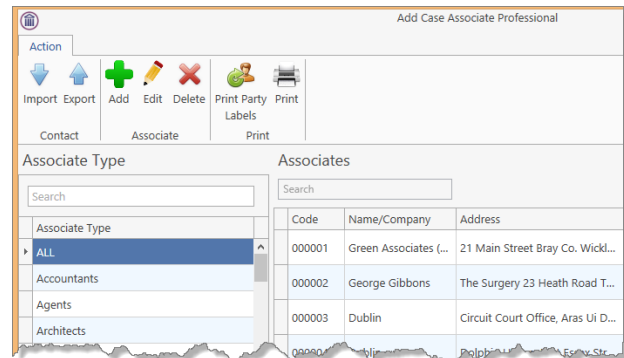 Add Case Associate Professional
Action
Import Export Add Edit Delete Print Party Labels Print
Contact Associate Print
Associate Type Associates
Search Search
Associate Type Code Name/Company Address
ALL 000001 Green Associates (... 21 Main Street Bray Co. Wickl...
Accountants 000002 George Gibbons The Surgery 23 Heath Road T...
Agents 000003 Dublin Circuit Court Office, Aras Ui D...
Architects